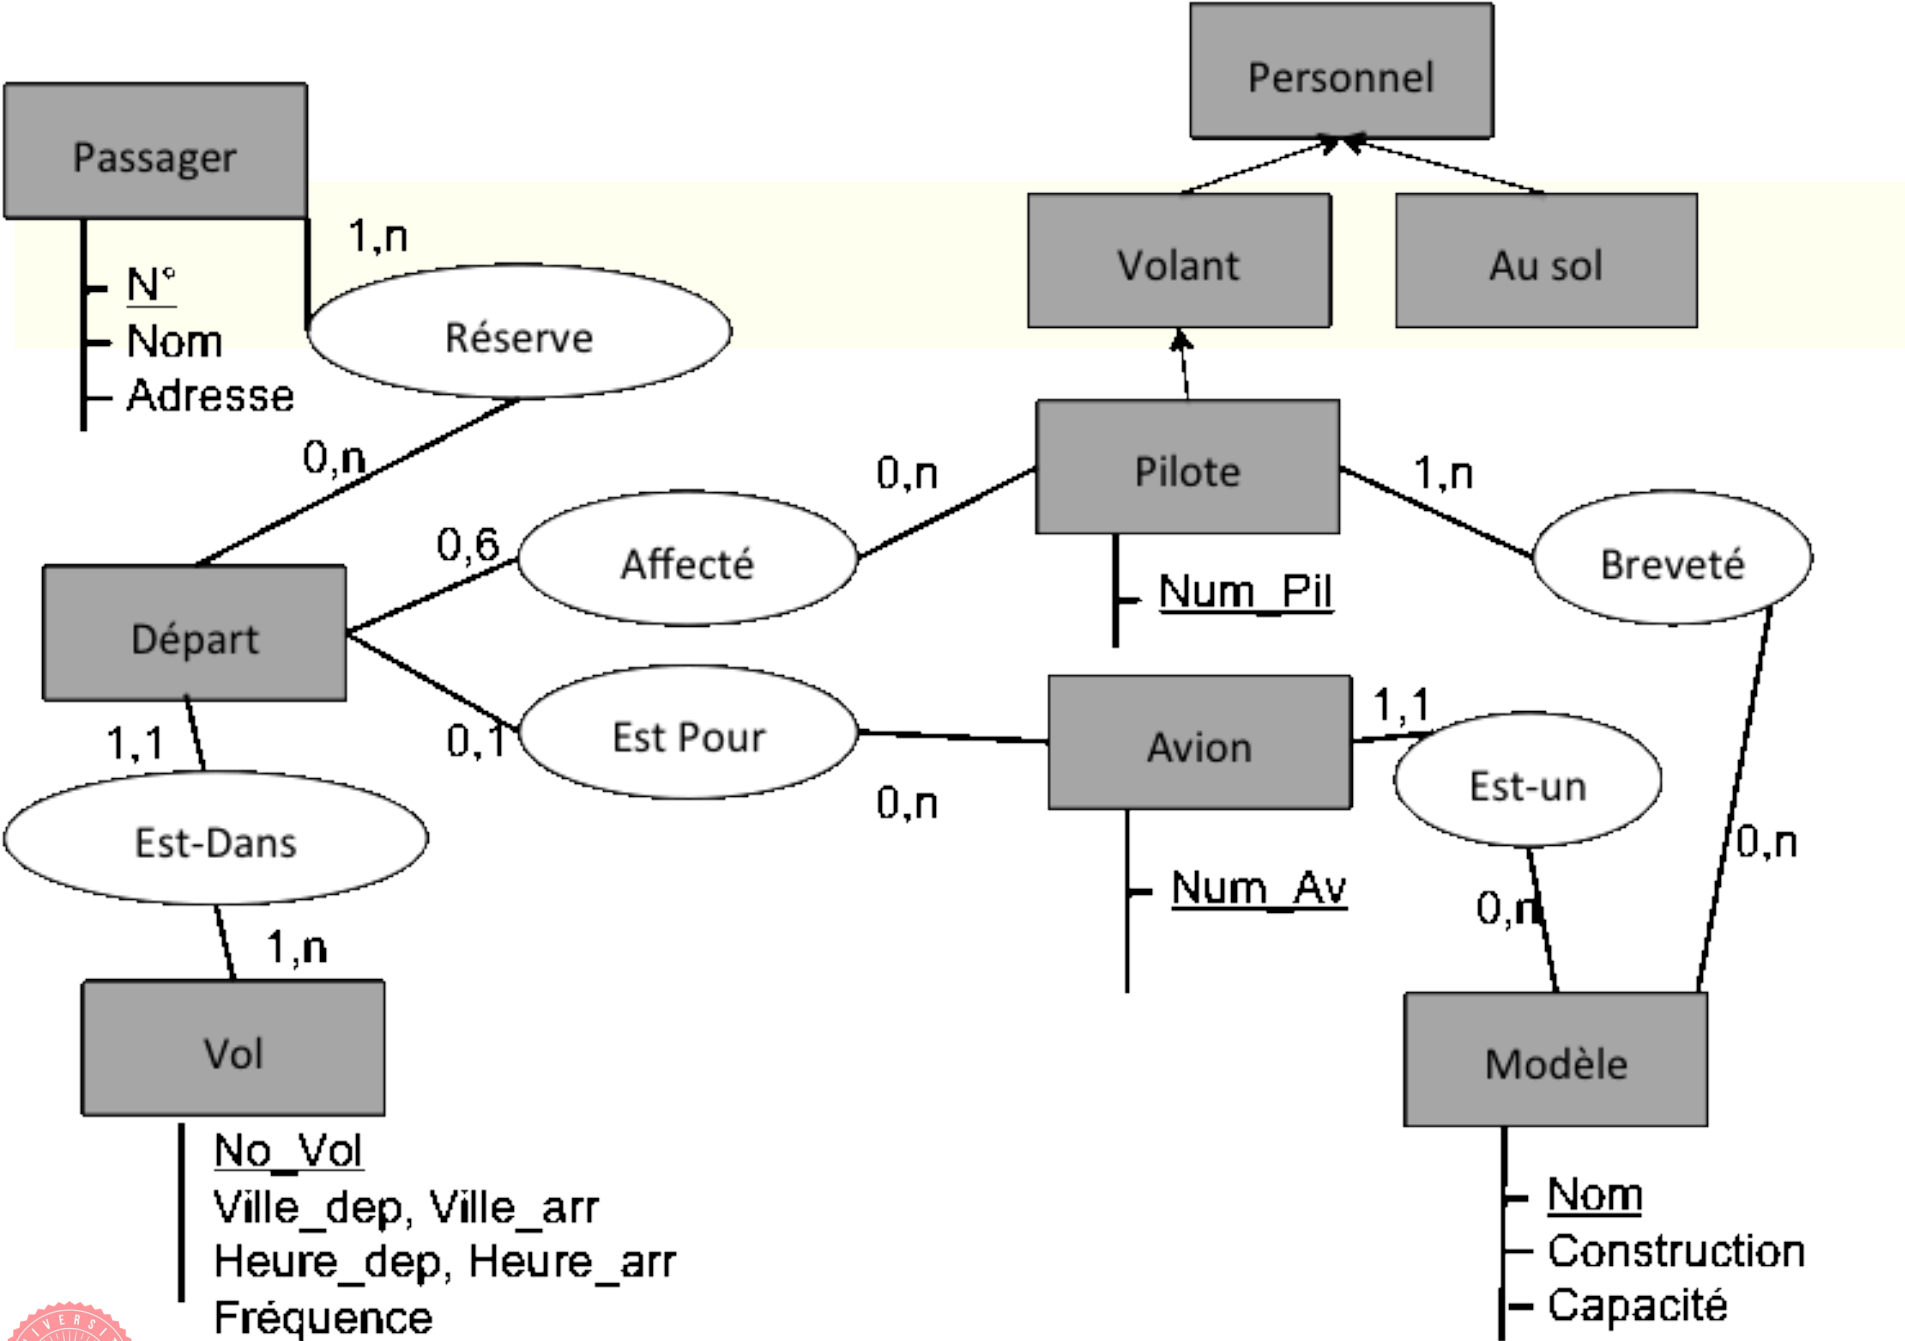 Personnel
Passager
1,n
N°
Nom
Adresse
Réserve
Volant
Au sol
0,n
0,6
Affecté
0,n
Pilote
1,n
Breveté
Num_Pil
Départ
1,1
0,1
Est Pour
0,n
Avion
1,1
Est-un
Num_Av
0,n
0,n
Est-Dans
1,n
Vol
No_Vol
Ville_dep, Ville_arr
Heure_dep, Heure_arr
Fréquence
Modèle
Nom
Construction
Capacité